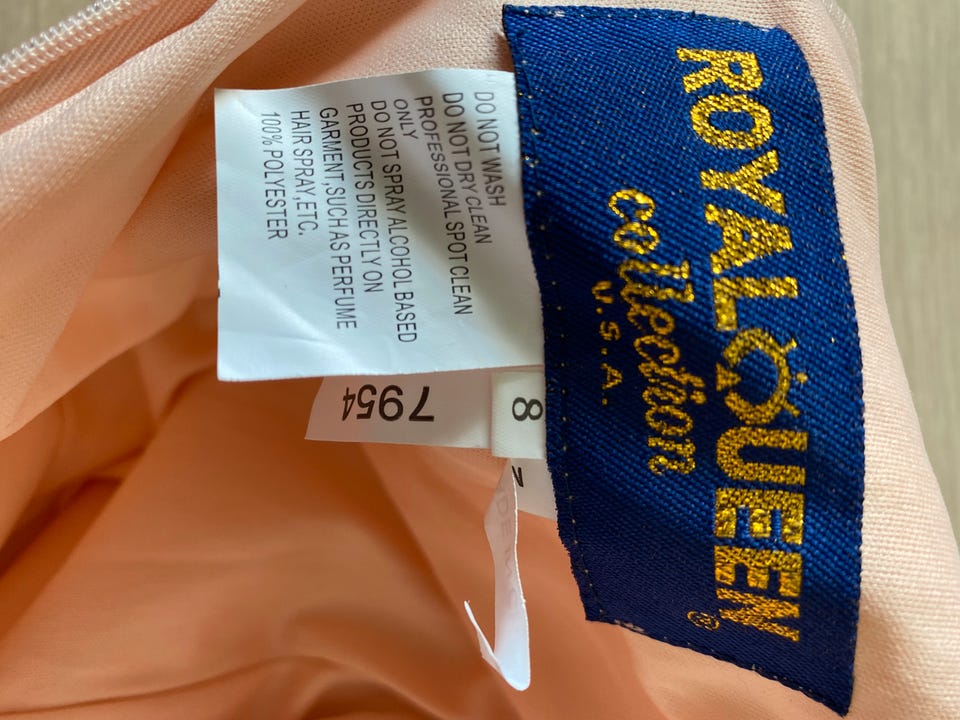 ROYAL QUEEN ®
collection
U.S.A.
DO NOT WASH
DO NOT DRY CLEAN
PROFESSIONAL SPOT CLEAN
ONLY
DO NOT SPRAY ALCOHOL BASED
PRODUCTS DIRECTLY ON
GARMENT,SUCH AS PERFUME
HAIR SPRAY,ETC.
100% POLYESTER
8
7954